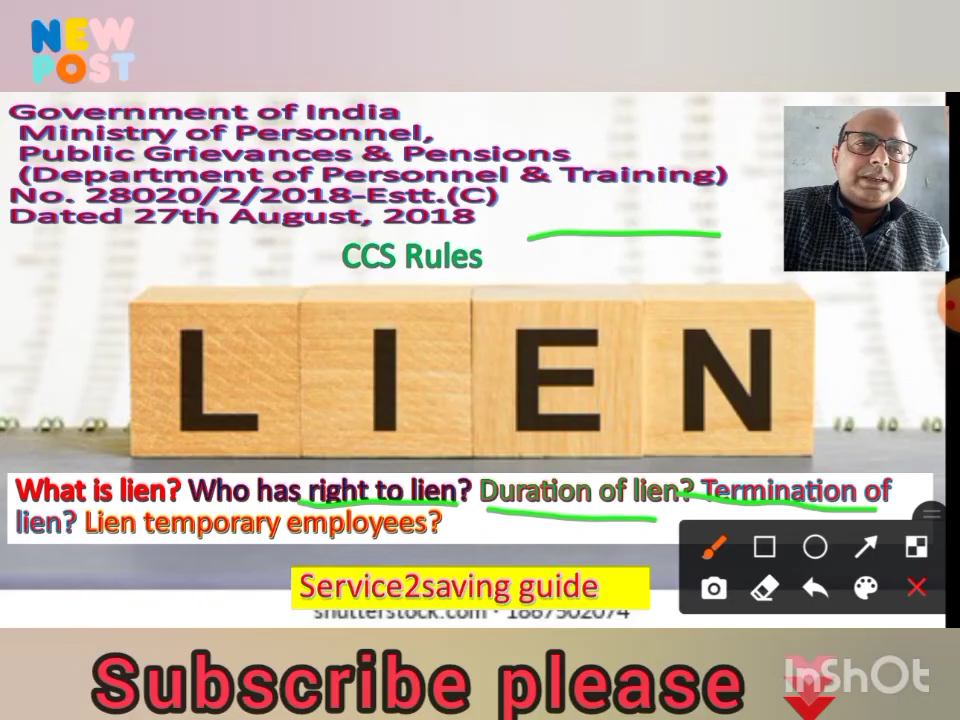 NEW
POST
Government of India
Ministry of Personnel,
Public Grievances & Pensions
(Department of Personnel & Training)
No. 28020/2/2018-Estt.(C)
Dated 27th August, 2018
CCS Rules
LIEN
What is lien? Who has right to lien? Duration of lien? Termination of
lien? Lien temporary employees?
Service2saving guide
shutterstock.com · 1887502074
Subscribe please
InShOt